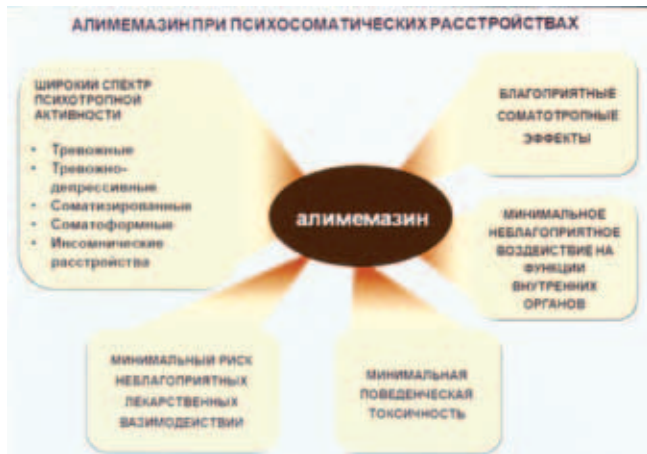 АЛИМЕМАЗИН ПРИ ПСИХОСОМАТИЧЕСКИХ РАССТРОЙСТВАХ
ШИРОКИЙ СПЕКТР
ПСИХОТРОПНОЙ
АКТИВНОСТИ
• Тревожные
• Тревожно-
депрессивные
• Соматизированные
• Соматоформные
• Инсомнические
расстройства
БЛАГОПРИЯТНЫЕ
СОМАТОТРОПНЫЕ
ЭФФЕКТЫ
алимемазин
МИНИМАЛЬНОЕ
НЕБЛАГОПРИЯТНОЕ
ВОЗДЕЙСТВИЕ НА
ФУНКЦИИ
ВНУТРЕННИХ
ОРГАНОВ
МИНИМАЛЬНЫЙ РИСК
НЕБЛАГОПРИЯТНЫХ
ЛЕКАРСТВЕННЫХ
ВАЗИМОДЕЙСТВИЙ
МИНИМАЛЬНАЯ
ПОВЕДЕНЧЕСКАЯ
ТОКСИЧНОСТЬ